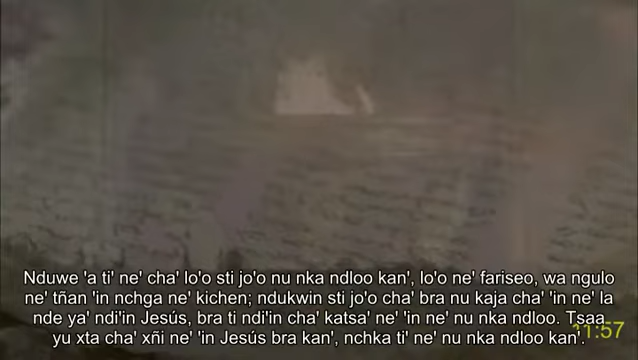 Nduwe 'a ti' ne' cha' lo'o sti jo'o nu nka ndloo kan', lo'o ne' fariseo, wa ngulo
ne' tñan 'in nchga ne' kichen; ndukwin sti jo'o cha' bra nu kaja cha' 'in ne' la
nde ya' ndi'in Jesús, bra ti ndi'in cha' katsa' ne' 'in ne' nu nka ndloo. Tsaa
yu xta cha' xñi ne' 'in Jesús bra kan', nchka ti' ne' nu nka ndloo kan'.
11:57